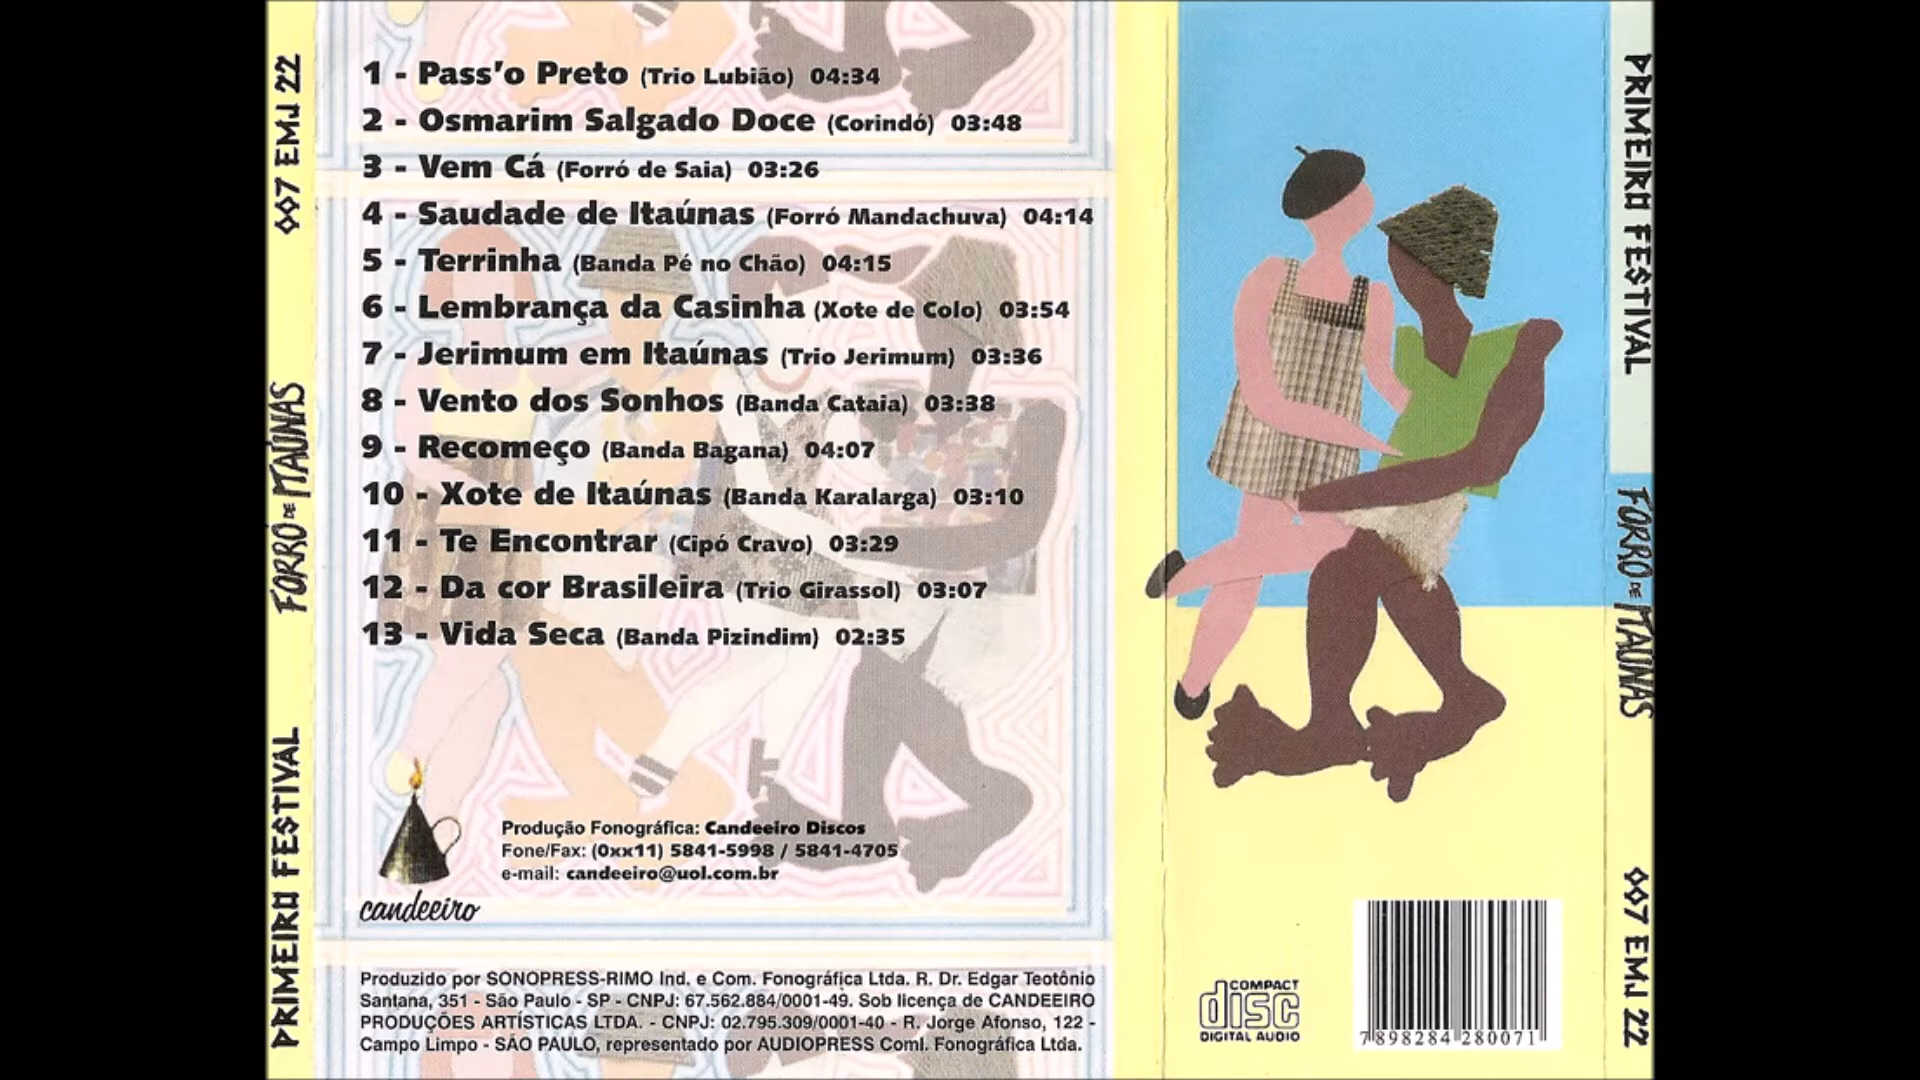 007 EMJ 22
FORRÓ DE ITAÚNAS
PRIMEIRO FESTIVAL
1 - Pass'o Preto (Trio Lubião) 04:34
2 - Osmarim Salgado Doce (Corindó) 03:48
3 - Vem Cá (Forró de Saia) 03:26
4 - Saudade de Itaúnas (Forró Mandachuva) 04:14
5 - Terrinha (Banda Pé no Chão) 04:15
6 - Lembrança da Casinha (Xote de Colo) 03:54
7 - Jerimum em Itaúnas (Trio Jerimum) 03:36
8 - Vento dos Sonhos (Banda Cataia) 03:38
9 - Recomeço (Banda Bagana) 04:07
10 - Xote de Itaúnas (Banda Karalarga) 03:10
11 - Te Encontrar (Cipó Cravo) 03:29
12 - Da cor Brasileira (Trio Girassol) 03:07
13 - Vida Seca (Banda Pizindim) 02:35
Produção Fonográfica: Candeeiro Discos
Fone/Fax: (0xx11) 5841-5998 / 5841-4705
e-mail: candeeiro@uol.com.br
candeeiro
Produzido por SONOPRESS-RIMO Ind. e Com. Fonográfica Ltda. R. Dr. Edgar Teotônio
Santana, 351 - São Paulo - SP - CNPJ: 67.562.884/0001-49. Sob licença de CANDEEIRO
PRODUÇÕES ARTÍSTICAS LTDA. - CNPJ: 02.795.309/0001-40 - R. Jorge Afonso, 122 -
Campo Limpo - SÃO PAULO, representado por AUDIOPRESS Coml. Fonográfica Ltda.
COMPACT
disc
DIGITAL AUDIO
7 898284 280071
PRIMEIRO FESTIVAL
FORRÓ DE ITAÚNAS
007 EMJ 22